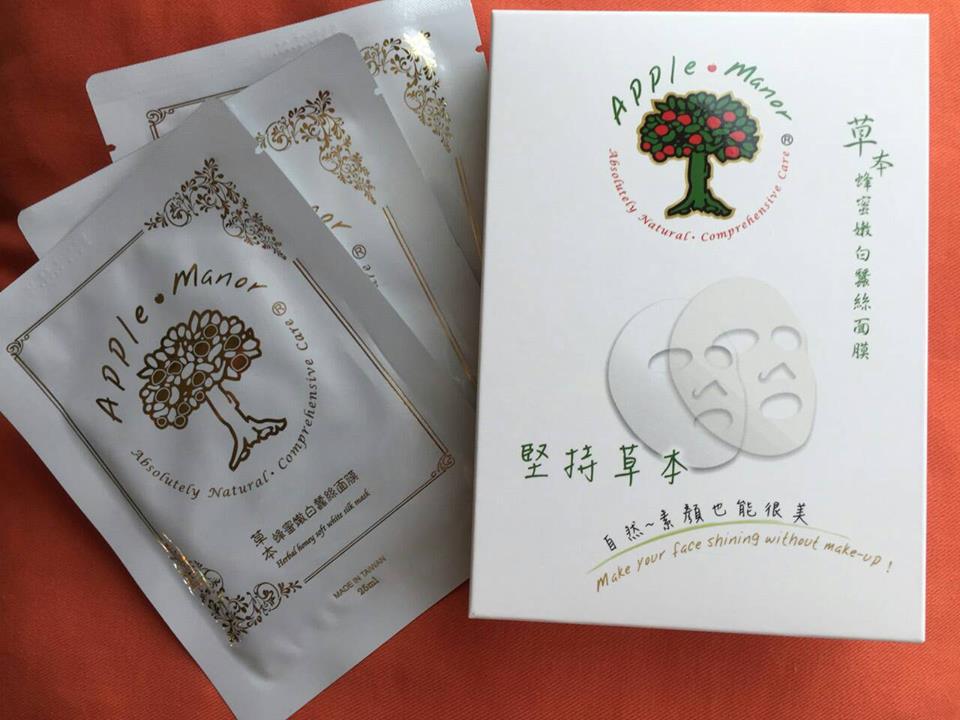 Apple • Manor®
Absolutely Natural • Comprehensive Care
草本
蜂蜜嫩白蠶絲面膜
Herbal honey soft white silk mask
MADE IN TAIWAN
25ml
Manor
®
Care
Apple • Manor®
Absolutely Natural • Comprehensive Care
草本蜂蜜嫩白蠶絲面膜
堅持草本
自然~素顏也能很美
Make your face shining without make-up!